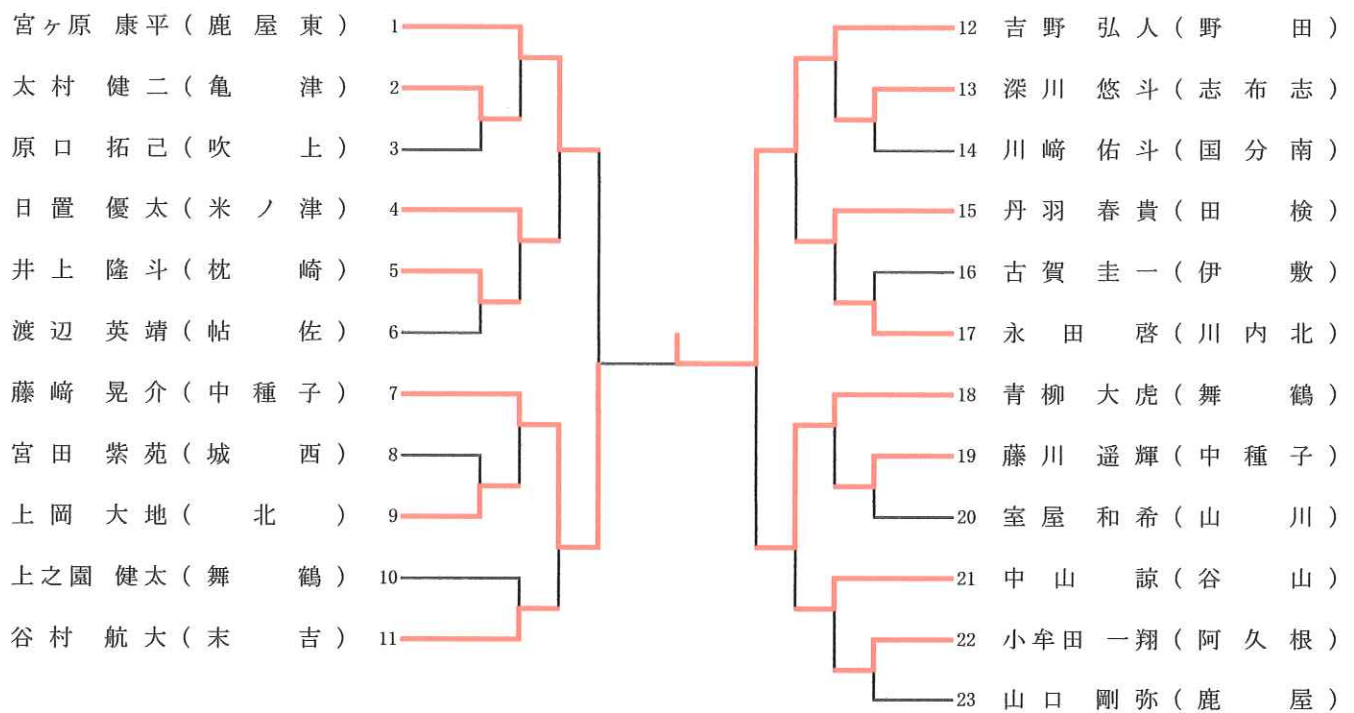 宮ヶ原 康平(鹿屋東) 1
太村 健二(亀津) 2
原口 拓己(吹上) 3
日置 優太(米ノ津) 4
井上 隆斗(枕崎) 5
渡辺 英靖(帖佐) 6
藤﨑 晃介(中種子) 7
宮田 紫苑(城西) 8
上岡 大地(北) 9
上之園 健太(舞鶴) 10
谷村 航大(末吉) 11
12 吉野 弘人(野田)
13 深川 悠斗(志布志)
14 川﨑 佑斗(国分南)
15 丹羽 春貴(田検)
16 古賀 圭一(伊敷)
17 永田 啓(川内北)
18 青柳 大虎(舞鶴)
19 藤川 遥輝(中種子)
20 室屋 和希(山川)
21 中山 諒(谷山)
22 小牟田 一翔(阿久根)
23 山口 剛弥(鹿屋)